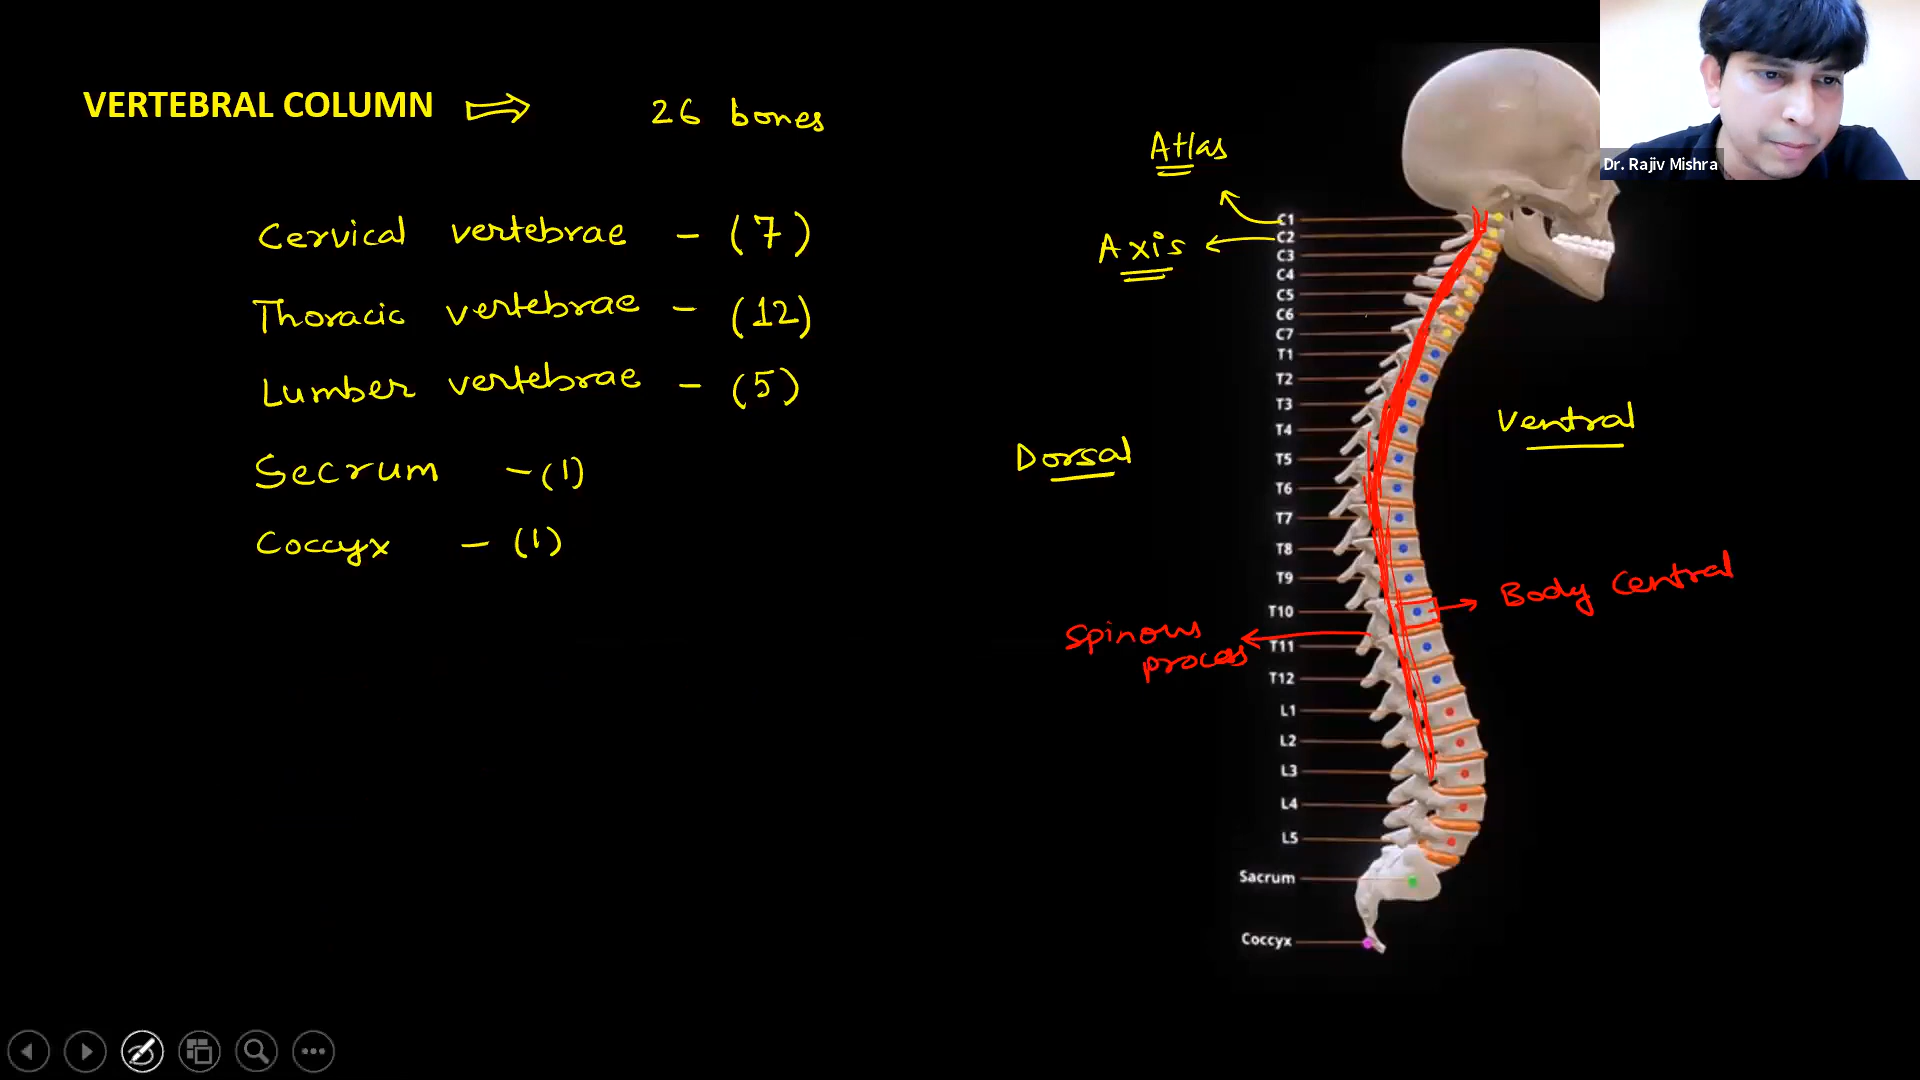 VERTEBRAL COLUMN ⇒ 26 bones
Cervical vertebrae - (7)
Thoracic vertebrae - (12)
Lumber vertebrae - (5)
Secrum - (1)
Coccyx - (1)
Dr. Rajiv Mishra
Atlas
Axis
C1
C2
C3
C4
C5
C6
C7
T1
T2
T3
T4
T5
T6
T7
T8
T9
T10
T11
T12
L1
L2
L3
L4
L5
Sacrum
Coccyx
Dorsal
Ventral
Body Central
Spinous
proces